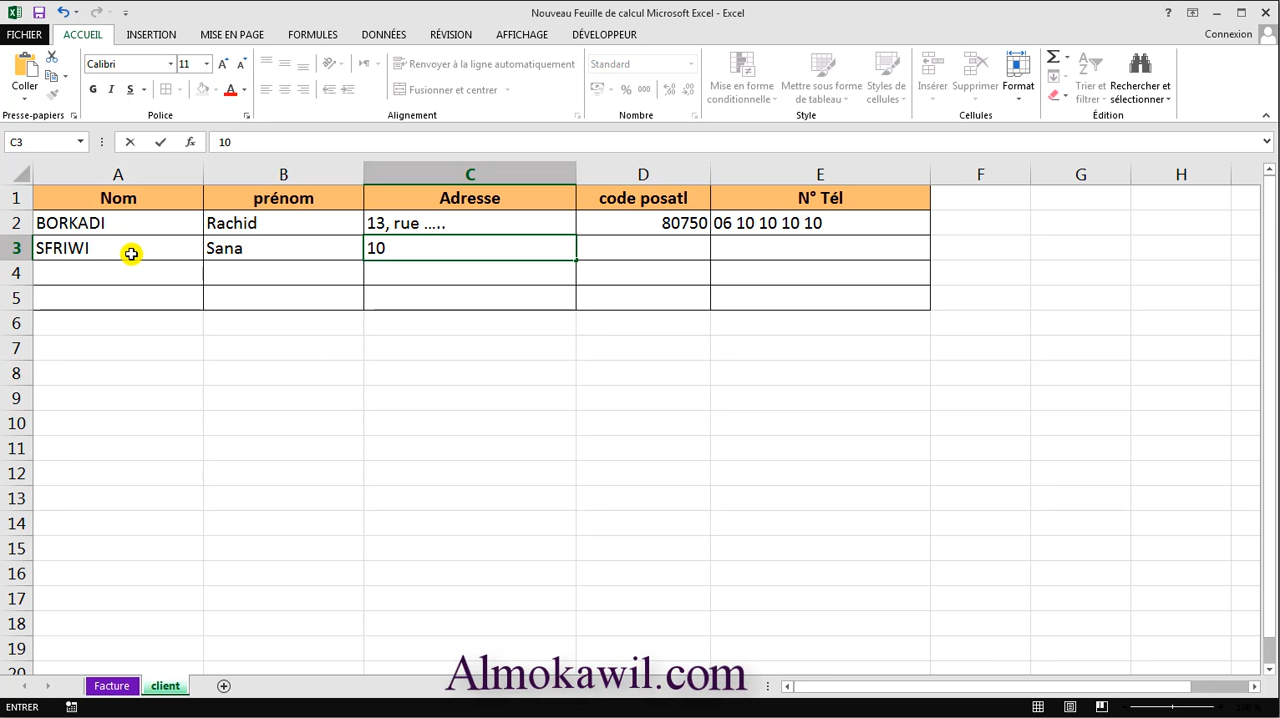 Nouveau Feuille de calcul Microsoft Excel - Excel
FICHIER ACCUEIL INSERTION MISE EN PAGE FORMULES DONNÉES RÉVISION AFFICHAGE DÉVELOPPEUR Connexion
Coller
Calibri 11
G I S
Renvoyer à la ligne automatiquement
Fusionner et centrer
Standard
% 000
Mise en forme conditionnelle
Mettre sous forme de tableau
Styles de cellules
Insérer Supprimer Format
Trier et filtrer
Rechercher et sélectionner
Presse-papiers Police Alignement Nombre Style Cellules Édition
C3 fx 10
A B C D E F G H
1 Nom prénom Adresse code posatl N° Tél
2 BORKADI Rachid 13, rue ….. 80750 06 10 10 10 10
3 SFRIWI Sana 10
4
5
6
7
8
9
10
11
12
13
14
15
16
17
18
19
20
Almokawil.com
Facture client
ENTRER